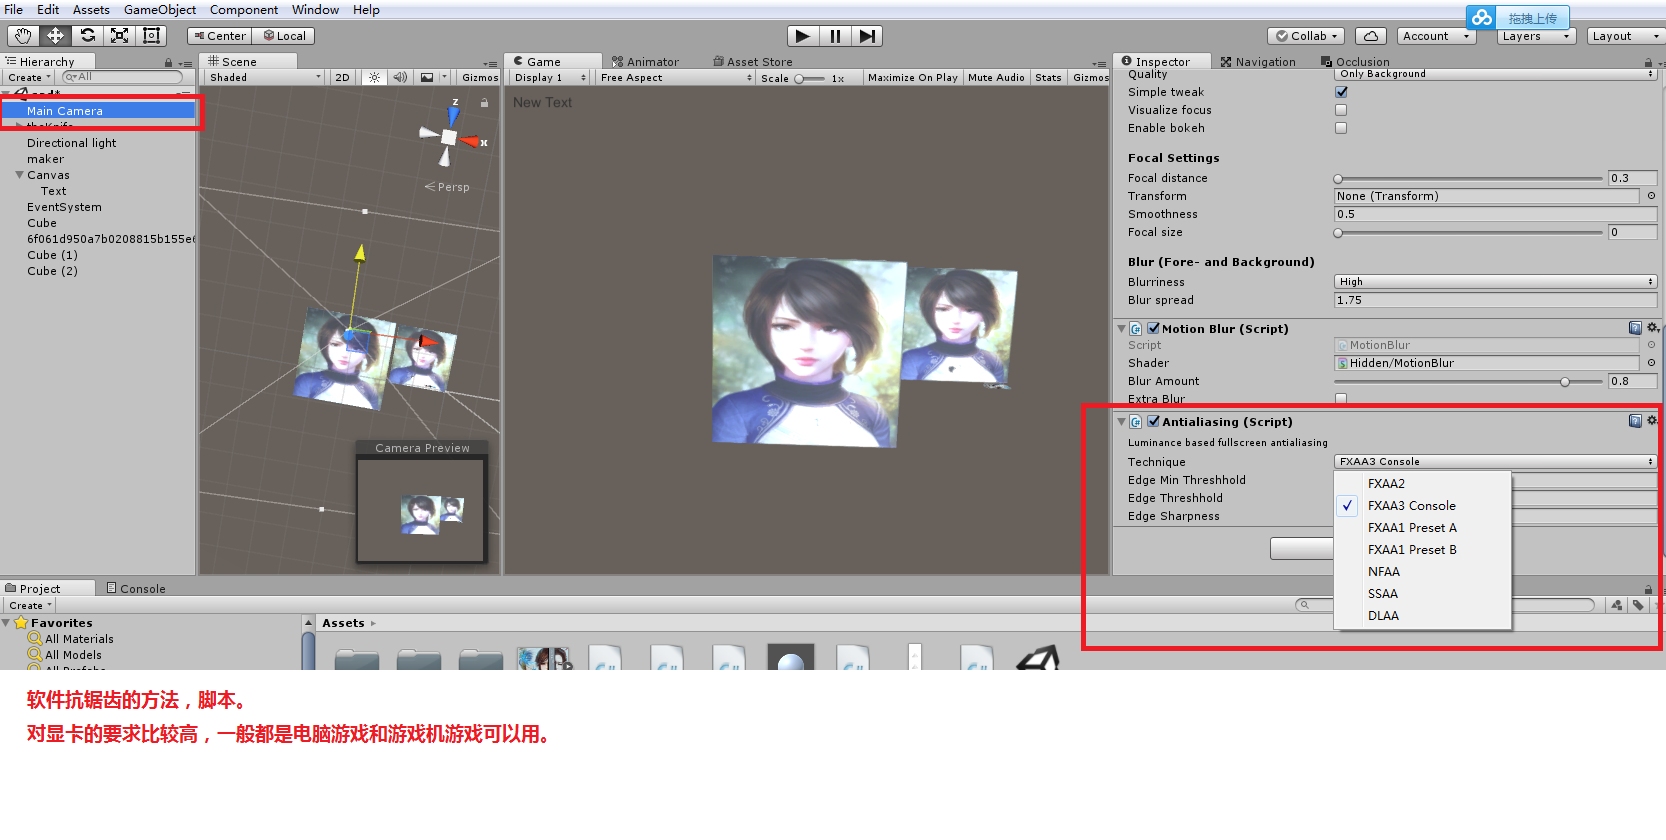 File Edit Assets GameObject Component Window Help
拖拽上传
Center Local
Collab Account Layers Layout
Hierarchy
Create All
Main Camera
Directional light
maker
Canvas
Text
EventSystem
Cube
6f061d950a7b0208815b155e
Cube (1)
Cube (2)
Scene
Shaded 2D Gizmos
z
x
Persp
Camera Preview
Game Animator Asset Store
Display 1 Free Aspect Scale 1x Maximize On Play Mute Audio Stats Gizmos
New Text
Inspector Navigation Occlusion
Quality Only Background
Simple tweak
Visualize focus
Enable bokeh
Focal Settings
Focal distance 0.3
Transform None (Transform)
Smoothness 0.5
Focal size 0
Blur (Fore- and Background)
Blurriness High
Blur spread 1.75
Motion Blur (Script)
Script MotionBlur
Shader Hidden/MotionBlur
Blur Amount 0.8
Extra Blur
Antialiasing (Script)
Luminance based fullscreen antialiasing
Technique FXAA3 Console
Edge Min Threshhold
Edge Threshhold
Edge Sharpness
FXAA2
FXAA3 Console
FXAA1 Preset A
FXAA1 Preset B
NFAA
SSAA
DLAA
Project Console
Create
Favorites
All Materials
All Models
All Prefabs
Assets
软件抗锯齿的方法，脚本。
对显卡的要求比较高，一般都是电脑游戏和游戏机游戏可以用。